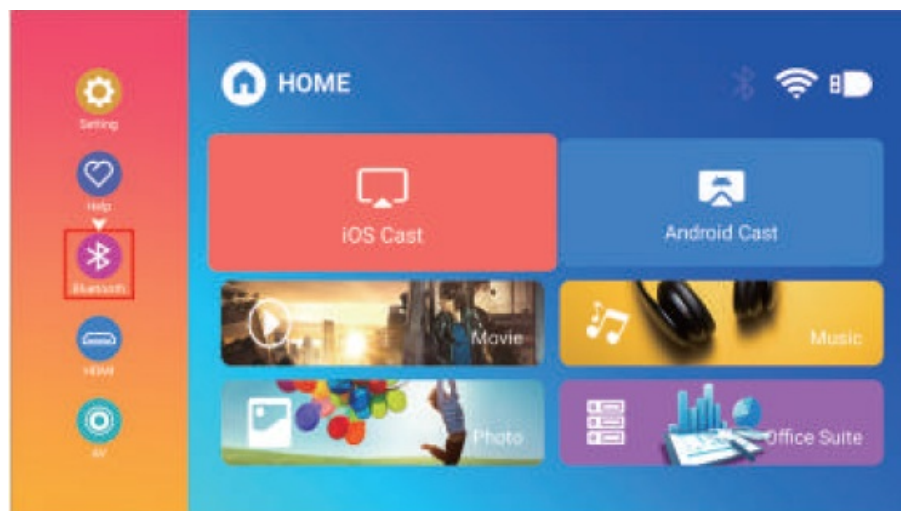 HOME
Setting
Help
Bluetooth
HDMI
AV
iOS Cast
Android Cast
Movie
Music
Photo
Office Suite